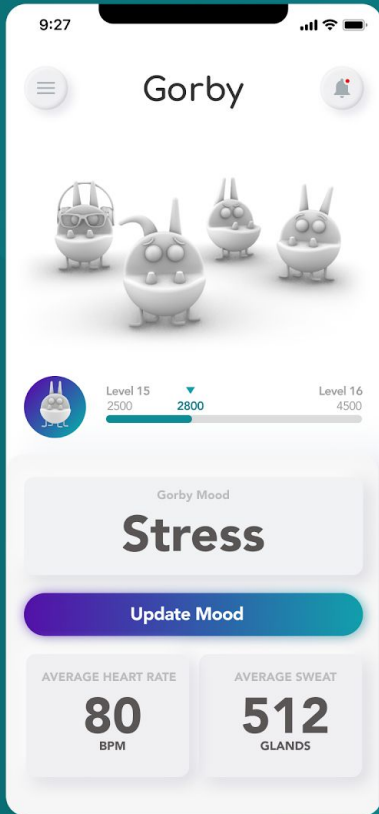 9:27
Gorby
Level 15 Level 16
2500 2800 4500
Gorby Mood
Stress
Update Mood
AVERAGE HEART RATE
80
BPM
AVERAGE SWEAT
512
GLANDS